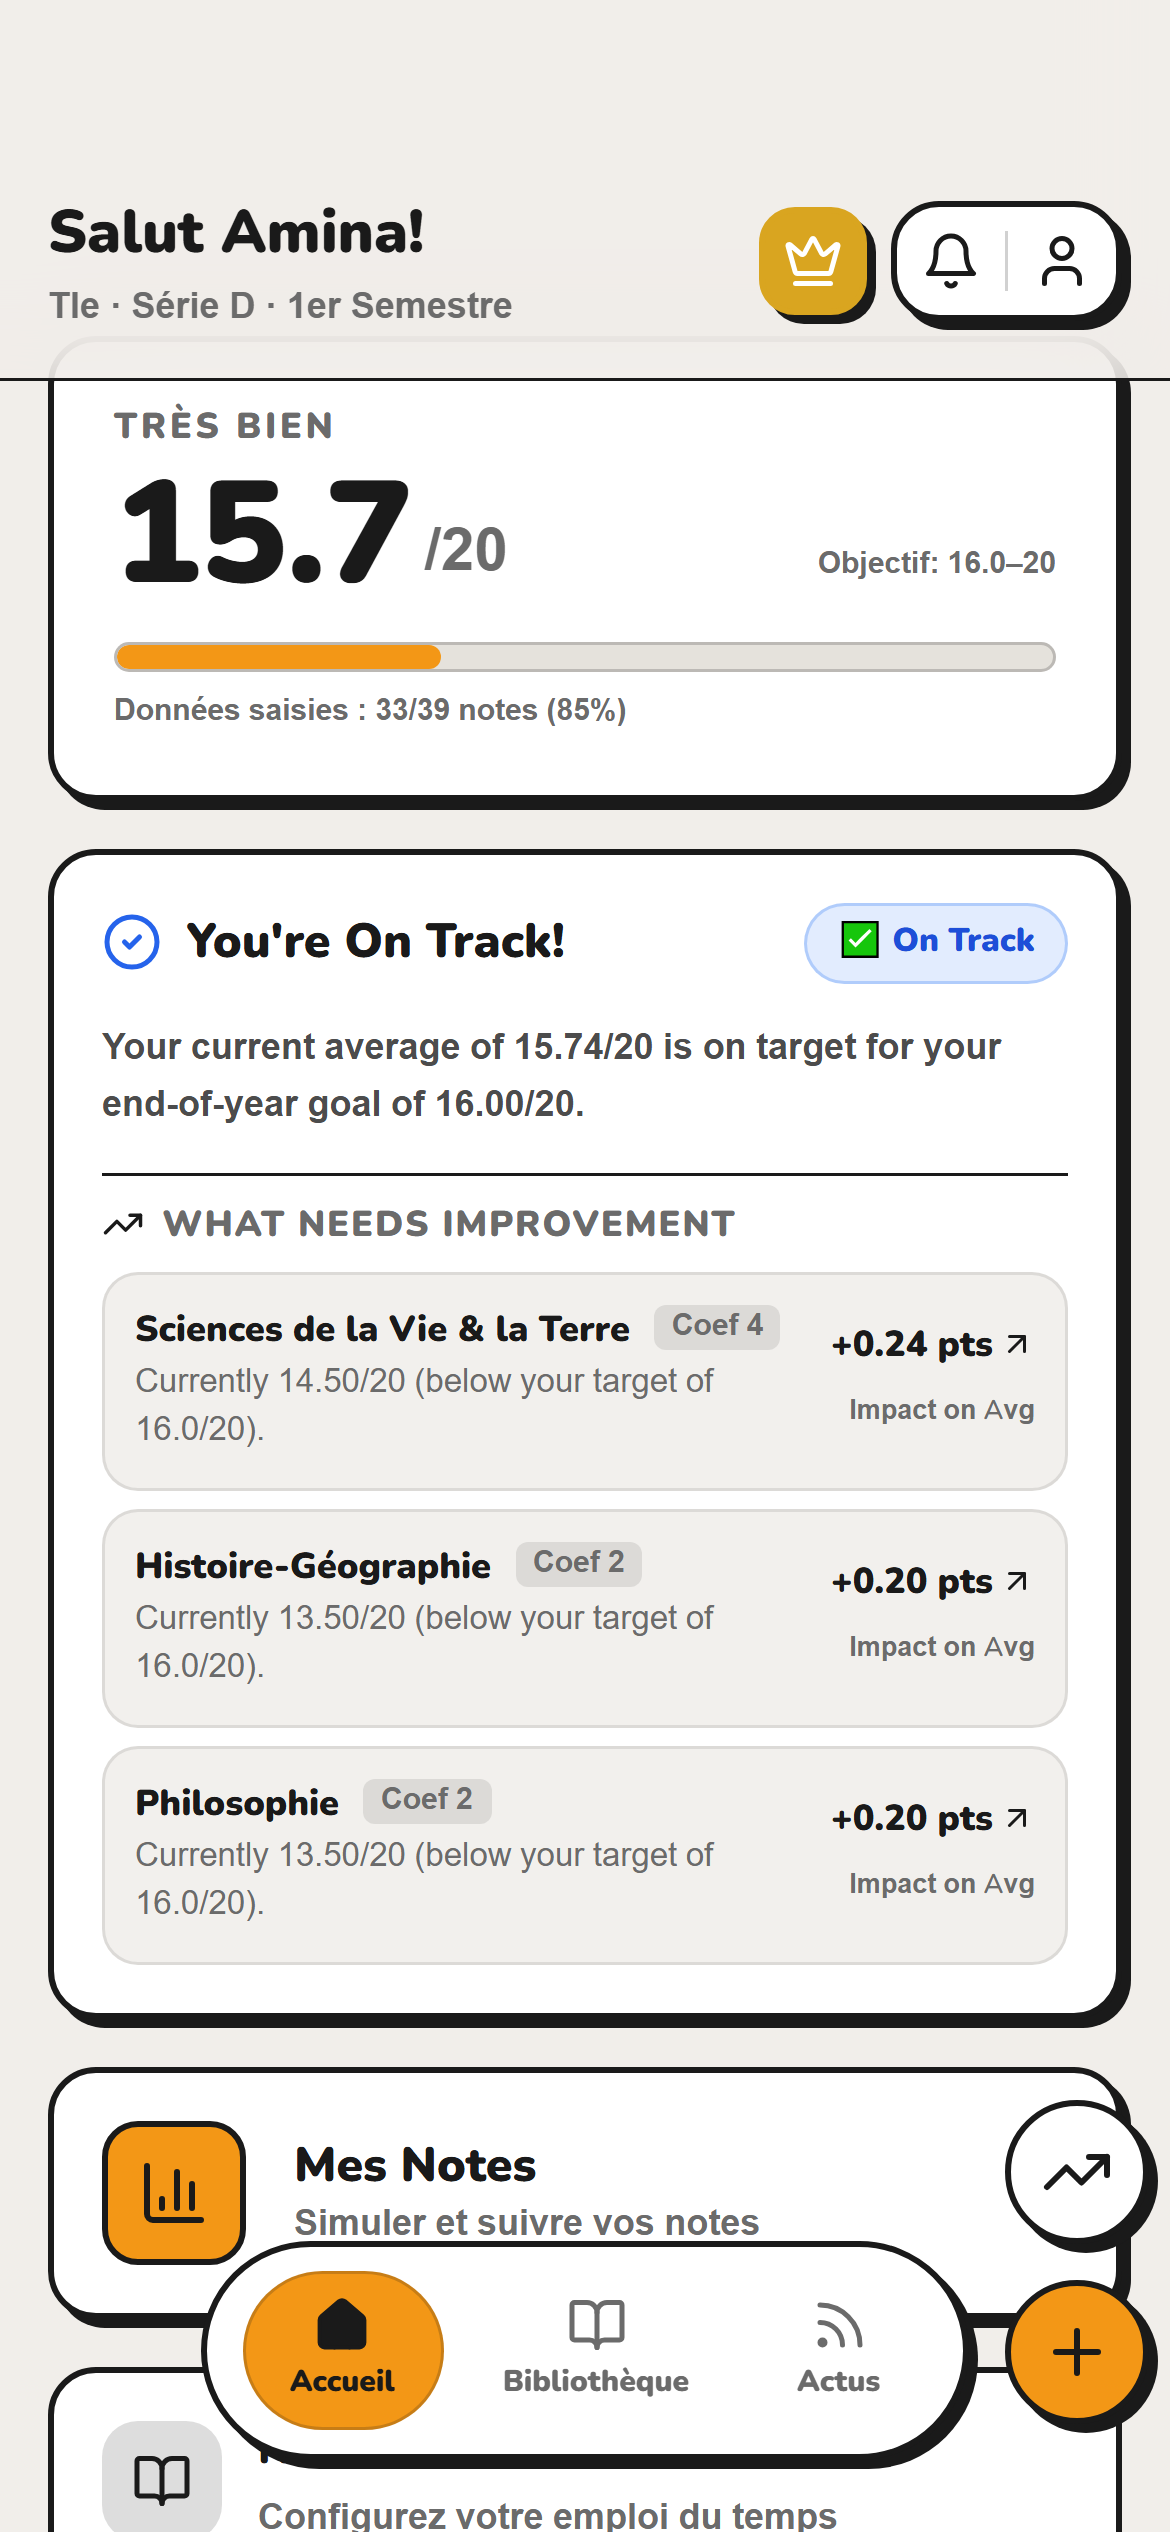 Salut Amina!
Tle · Série D · 1er Semestre
TRÈS BIEN
15.7 /20
Objectif: 16.0–20
Données saisies : 33/39 notes (85%)
You're On Track!
✅ On Track
Your current average of 15.74/20 is on target for your
end-of-year goal of 16.00/20.
WHAT NEEDS IMPROVEMENT
Sciences de la Vie & la Terre Coef 4
+0.24 pts
Currently 14.50/20 (below your target of
16.0/20).
Impact on Avg
Histoire-Géographie Coef 2
+0.20 pts
Currently 13.50/20 (below your target of
16.0/20).
Impact on Avg
Philosophie Coef 2
+0.20 pts
Currently 13.50/20 (below your target of
16.0/20).
Impact on Avg
Mes Notes
Simuler et suivre vos notes
Accueil
Bibliothèque
Actus
Configurez votre emploi du temps